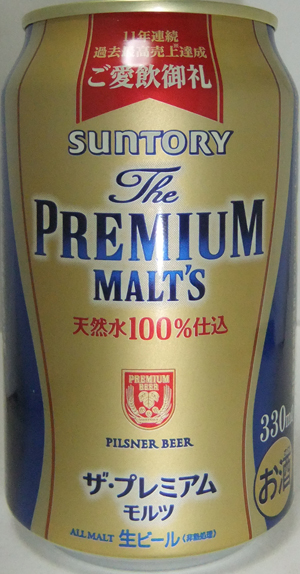 11年連続
過去最高売上達成
ご愛飲御礼
SUNTORY
The
PREMIUM
MALT'S
天然水100%仕込
PREMIUM
BEER
PILSNER BEER
330ml
お酒
ザ・プレミアム
モルツ
ALL MALT 生ビール〈非熱処理〉